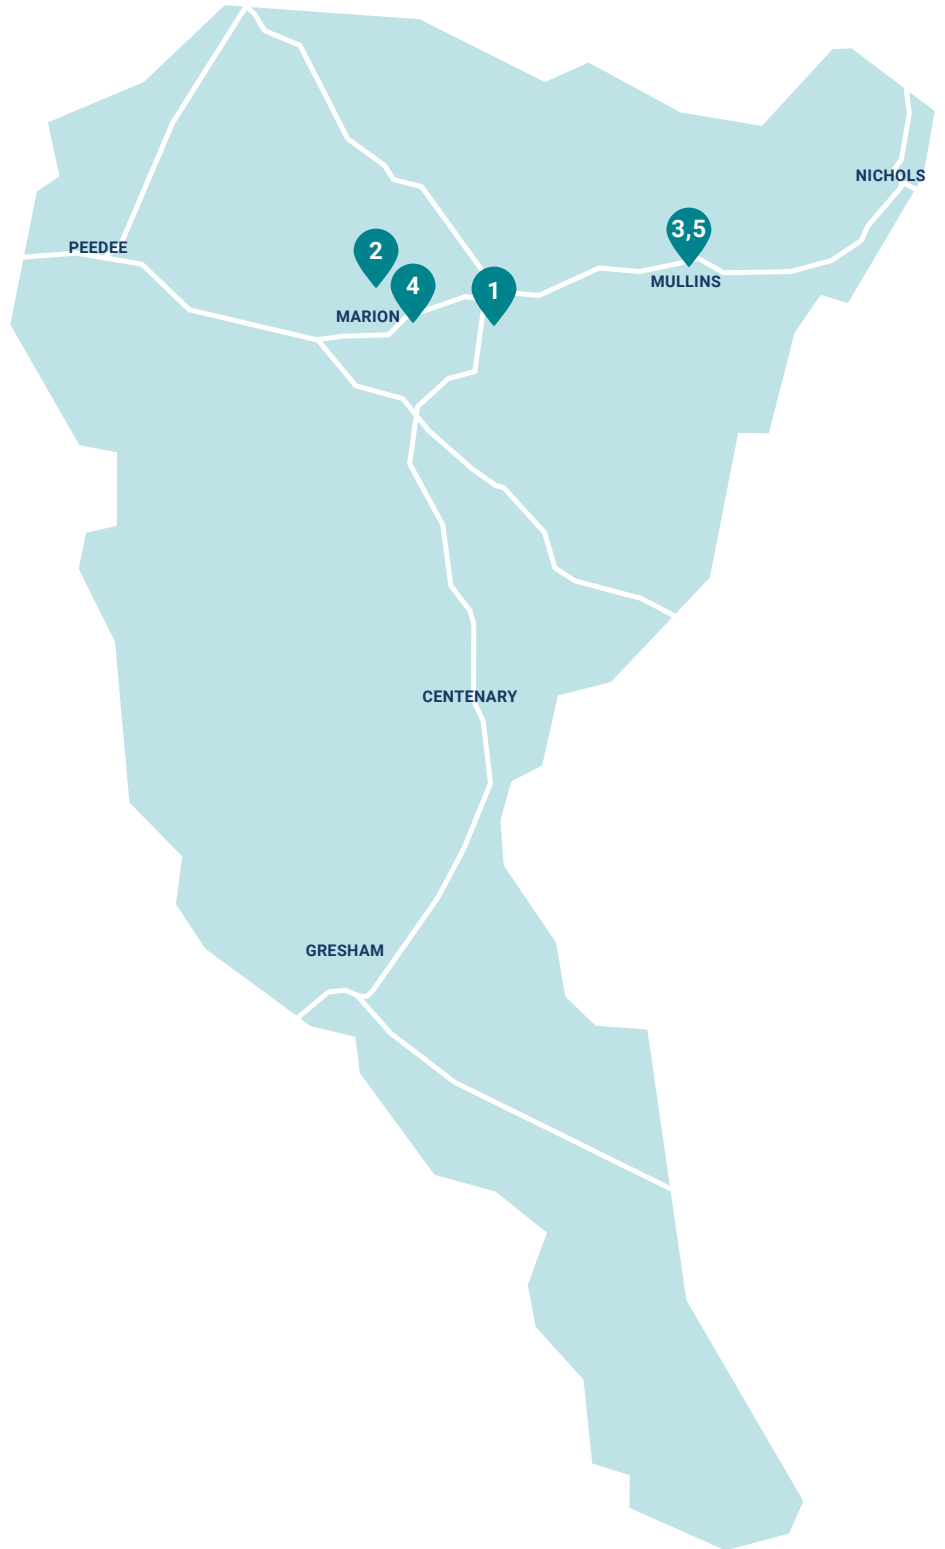 NICHOLS
3,5
PEEDEE
2
4
1
MULLINS
MARION
CENTENARY
GRESHAM